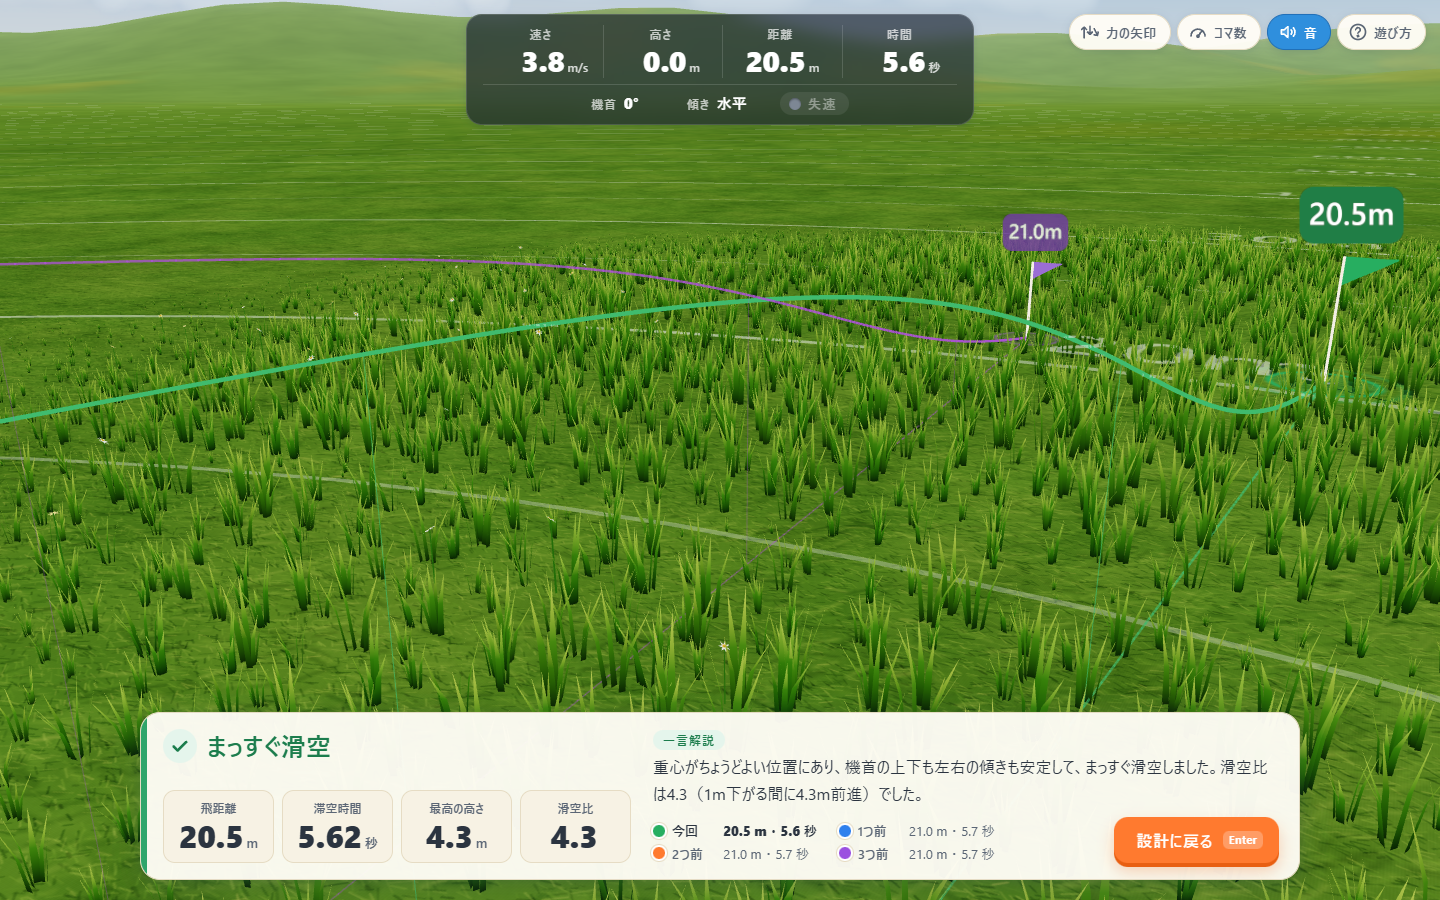 速さ 高さ 距離 時間
3.8 m/s 0.0 m 20.5 m 5.6 秒
機首 0° 傾き 水平 失速
力の矢印 コマ数 音 遊び方
20.5m
21.0m
まっすぐ滑空
飛距離 滞空時間 最高の高さ 滑空比
20.5 m 5.62 秒 4.3 m 4.3
一言解説
重心がちょうどよい位置にあり、機首の上下も左右の傾きも安定して、まっすぐ滑空しました。滑空比
は4.3（1m下がる間に4.3m前進）でした。
今回 20.5 m・5.6 秒 1つ前 21.0 m・5.7 秒
2つ前 21.0 m・5.7 秒 3つ前 21.0 m・5.7 秒
設計に戻る Enter